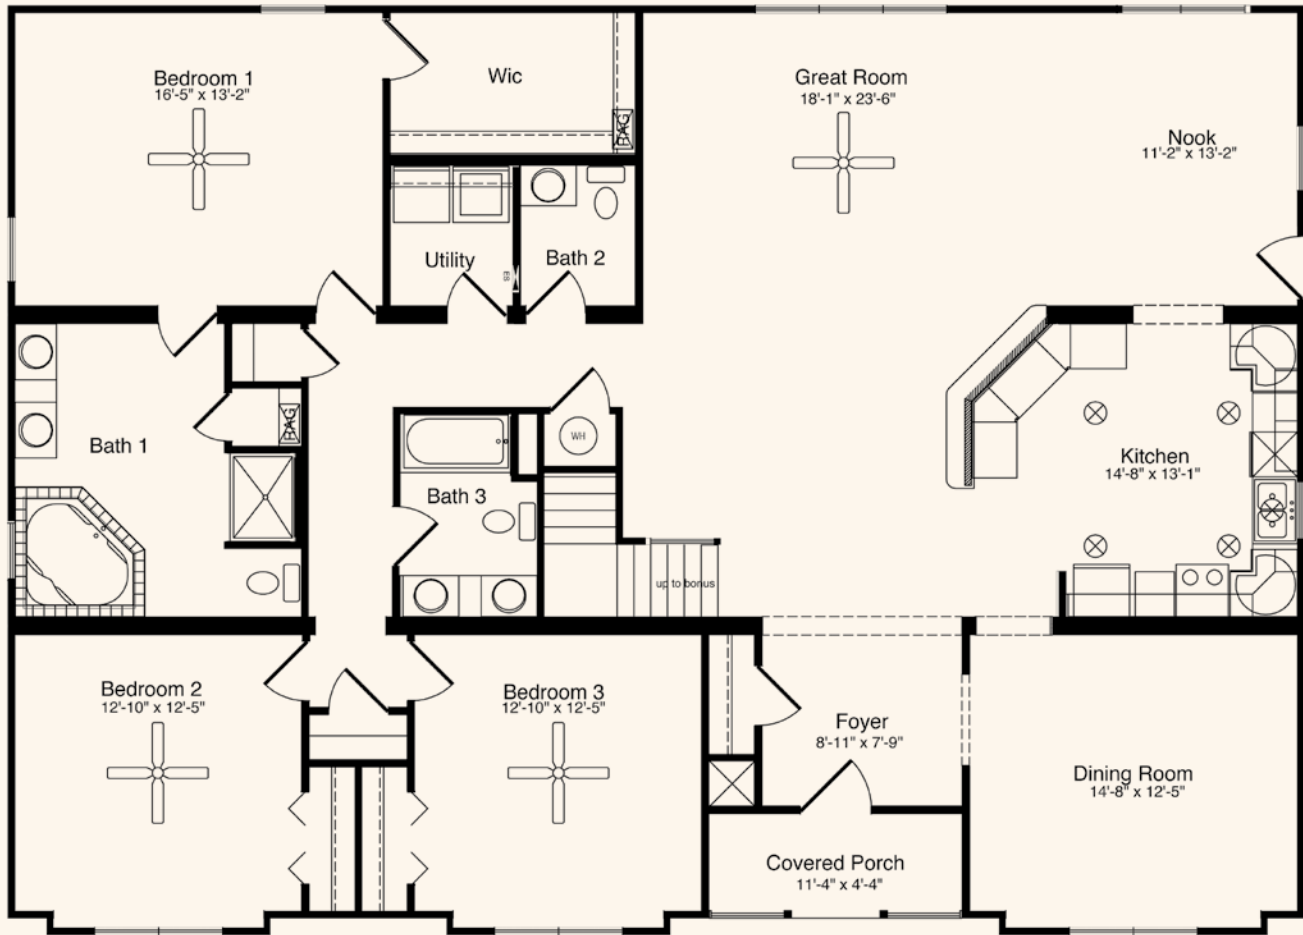 Bedroom 1
16'-5" x 13'-2"
Wic
BAG
Great Room
18'-1" x 23'-6"
Nook
11'-2" x 13'-2"
Utility
ES
Bath 2
Bath 1
BAG
WH
Bath 3
Kitchen
14'-8" x 13'-1"
up to bonus
Bedroom 2
12'-10" x 12'-5"
Bedroom 3
12'-10" x 12'-5"
Foyer
8'-11" x 7'-9"
Dining Room
14'-8" x 12'-5"
Covered Porch
11'-4" x 4'-4"